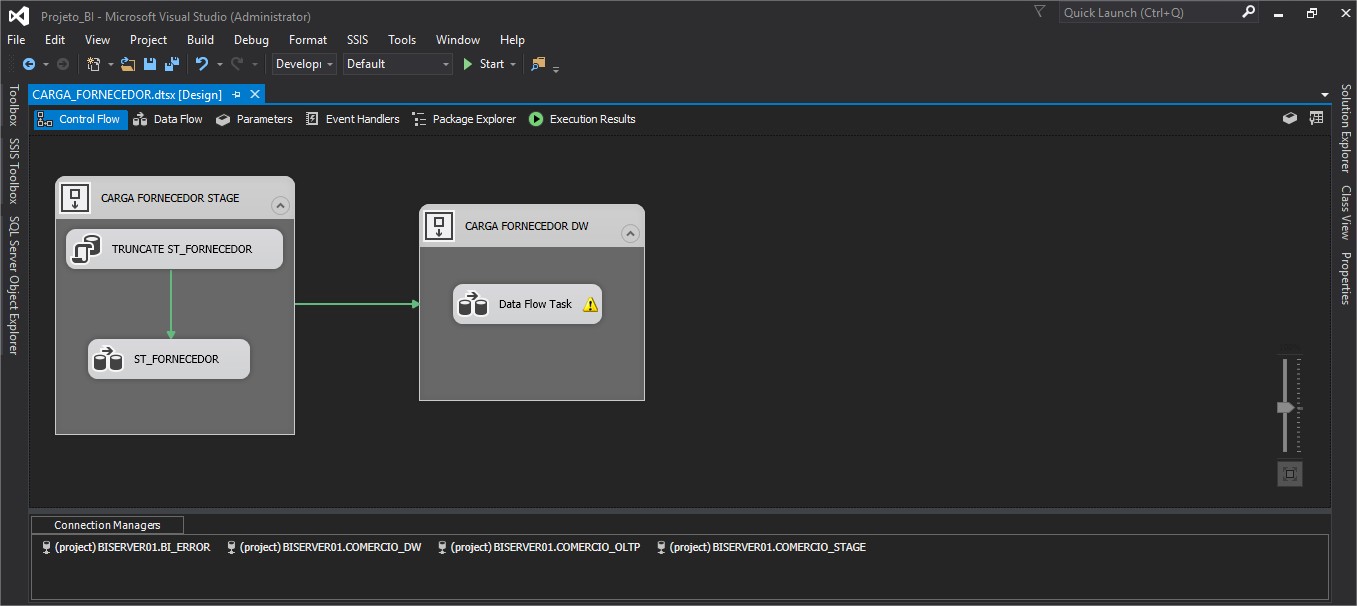 Projeto_BI - Microsoft Visual Studio (Administrator)
Quick Launch (Ctrl+Q)
File Edit View Project Build Debug Format SSIS Tools Window Help
Develop Default Start
CARGA_FORNECEDOR.dtsx [Design]
Control Flow Data Flow Parameters Event Handlers Package Explorer Execution Results
Toolbox
SSIS Toolbox
SQL Server Object Explorer
CARGA FORNECEDOR STAGE
TRUNCATE ST_FORNECEDOR
ST_FORNECEDOR
CARGA FORNECEDOR DW
Data Flow Task
Solution Explorer
Class View
Properties
Connection Managers
(project) BISERVER01.BI_ERROR (project) BISERVER01.COMERCIO_DW (project) BISERVER01.COMERCIO_OLTP (project) BISERVER01.COMERCIO_STAGE